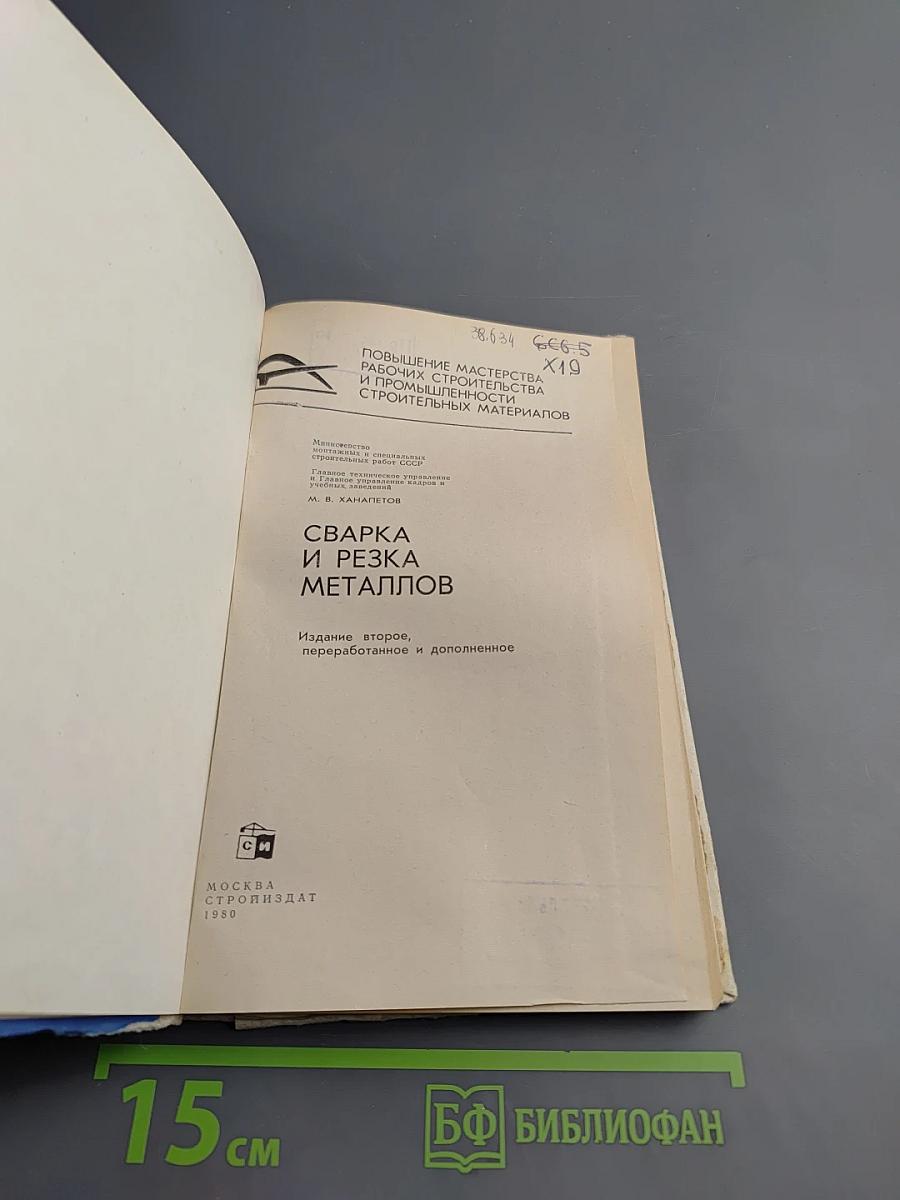 38.634 6С6.5
Х19
ПОВЫШЕНИЕ МАСТЕРСТВА
РАБОЧИХ СТРОИТЕЛЬСТВА
И ПРОМЫШЛЕННОСТИ
СТРОИТЕЛЬНЫХ МАТЕРИАЛОВ
Министерство
монтажных и специальных
строительных работ СССР
Главное техническое управление
и Главное управление кадров и
учебных заведений
М. В. ХАНАПЕТОВ
СВАРКА
И РЕЗКА
МЕТАЛЛОВ
Издание второе,
переработанное и дополненное
С И
МОСКВА
СТРОЙИЗДАТ
1980
15 см
БФ БИБЛИОФАН